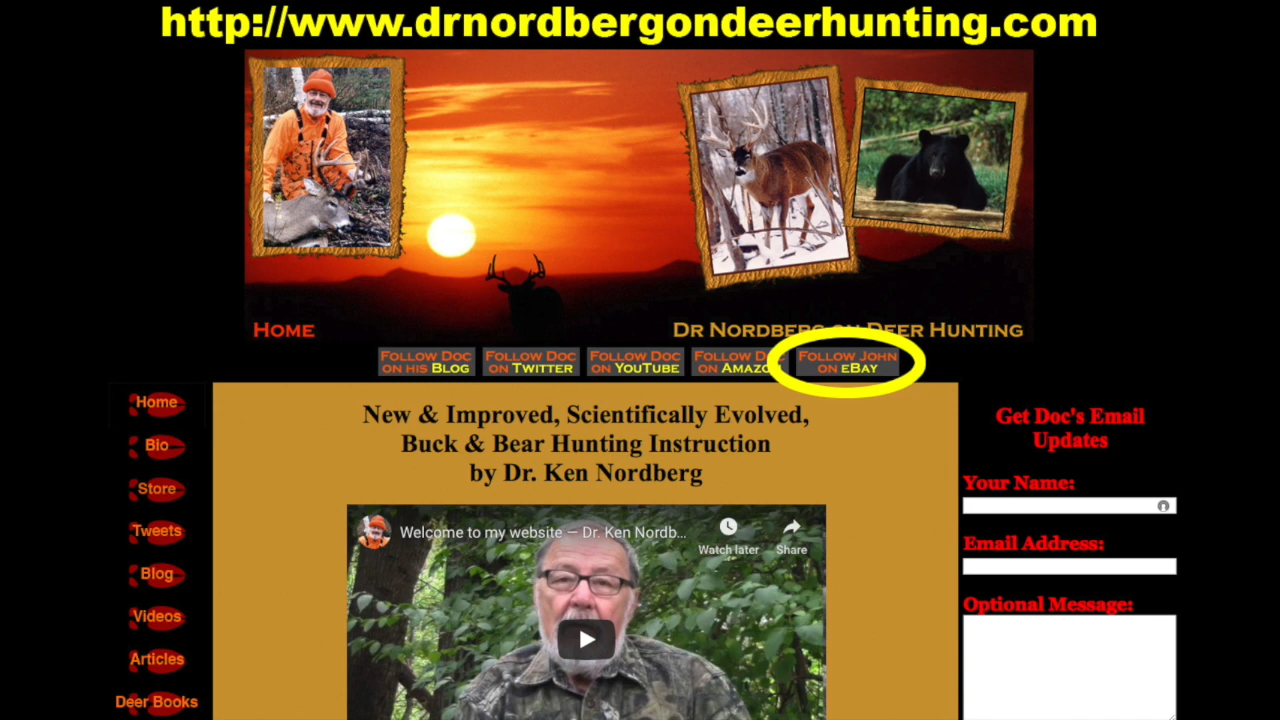 http://www.drnordbergondeerhunting.com
Home
Dr Nordberg on Deer Hunting
Follow Doc
on his Blog
Follow Doc
on Twitter
Follow Doc
on YouTube
Follow Doc
on Amazon
Follow John
on eBay
Home
Bio
Store
Tweets
Blog
Videos
Articles
Deer Books
New & Improved, Scientifically Evolved,
Buck & Bear Hunting Instruction
by Dr. Ken Nordberg
Welcome to my website – Dr. Ken Nordb...
Watch later
Share
Get Doc's Email
Updates
Your Name:
Email Address:
Optional Message: